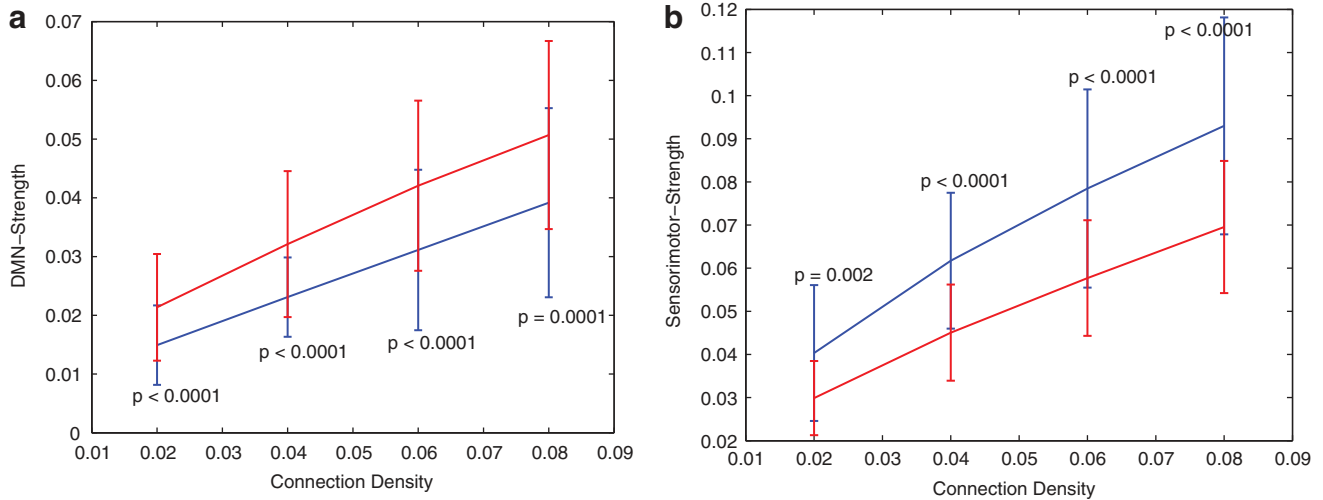 a
0.07
0.06
0.05
0.04
0.03
0.02
0.01
0
DMN–Strength
p < 0.0001
p < 0.0001
p < 0.0001
p = 0.0001
0.01 0.02 0.03 0.04 0.05 0.06 0.07 0.08 0.09
Connection Density
b
0.12
0.11
0.1
0.09
0.08
0.07
0.06
0.05
0.04
0.03
0.02
Sensorimotor–Strength
p = 0.002
p < 0.0001
p < 0.0001
p < 0.0001
0.01 0.02 0.03 0.04 0.05 0.06 0.07 0.08 0.09
Connection Density